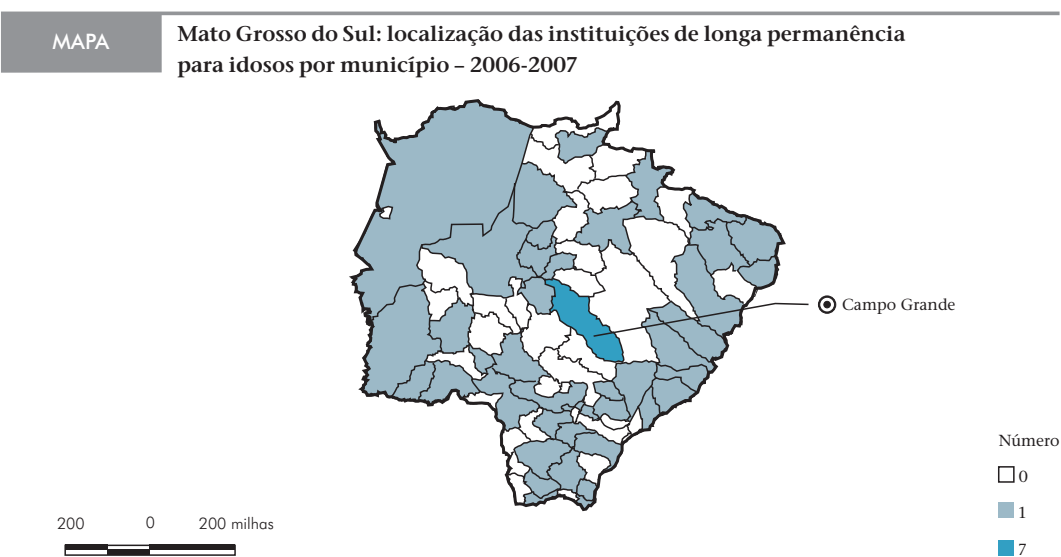 MAPA
Mato Grosso do Sul: localização das instituições de longa permanência
para idosos por município – 2006-2007
Campo Grande
Número
0
1
7
200 0 200 milhas